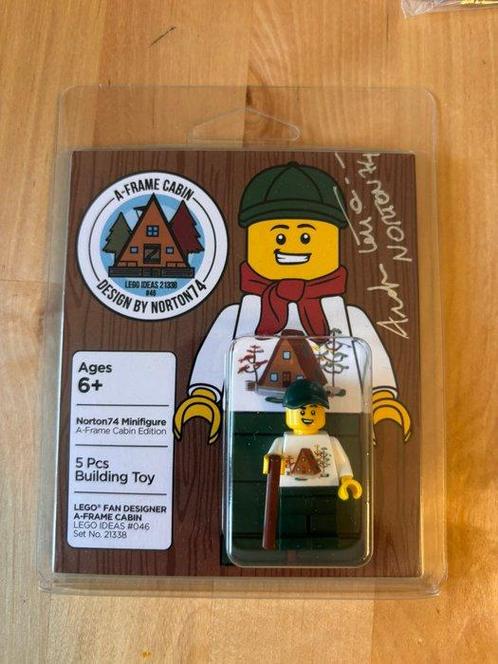 A-FRAME CABIN
LEGO IDEAS 21338
#46
DESIGN BY NORTON74
Ages
6+
Norton74 Minifigure
A-Frame Cabin Edition
5 Pcs
Building Toy
LEGO® FAN DESIGNER
A-FRAME CABIN
LEGO IDEAS #046
Set No. 21338
NORTON74